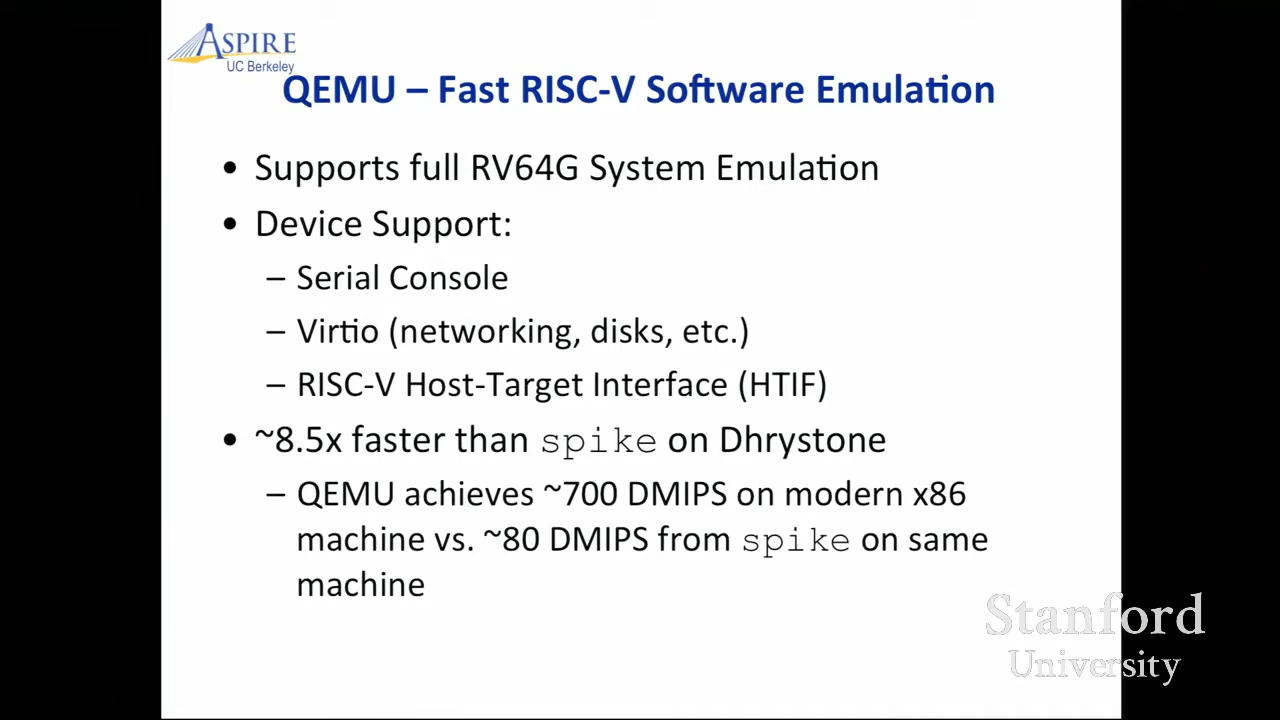 ASPIRE
UC Berkeley
QEMU – Fast RISC-V Software Emulation
• Supports full RV64G System Emulation
• Device Support:
– Serial Console
– Virtio (networking, disks, etc.)
– RISC-V Host-Target Interface (HTIF)
• ~8.5x faster than spike on Dhrystone
– QEMU achieves ~700 DMIPS on modern x86
machine vs. ~80 DMIPS from spike on same
machine
Stanford
University